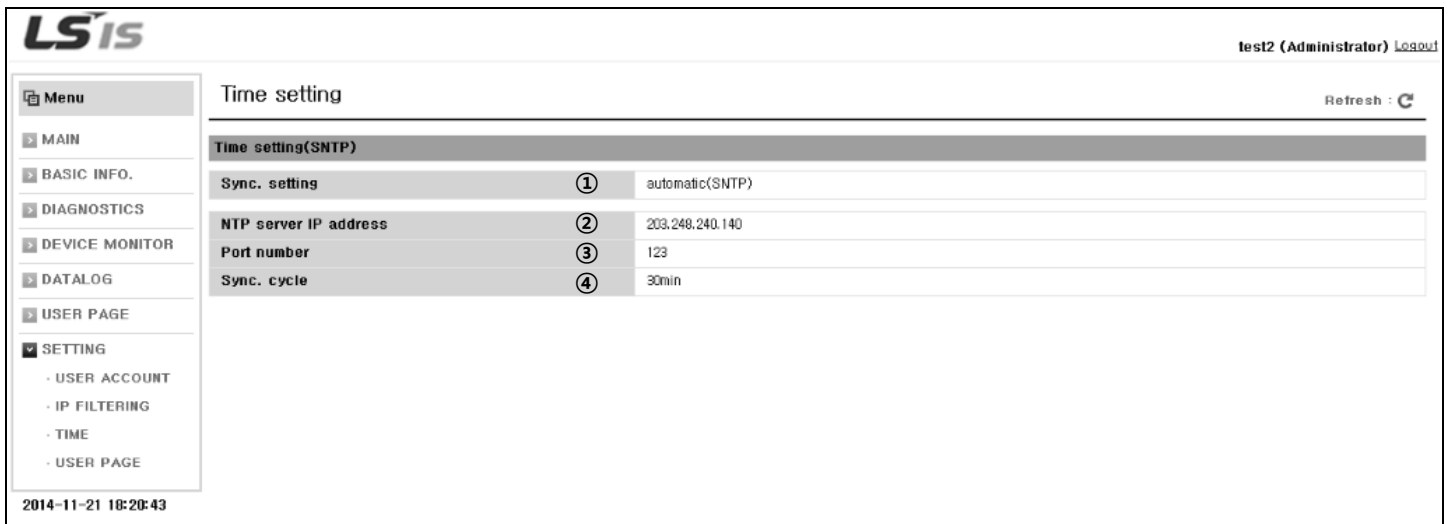 LSis
test2 (Administrator) Logout
Menu
Time setting
Refresh :
MAIN
Time setting(SNTP)
BASIC INFO.
Sync. setting ① automatic(SNTP)
DIAGNOSTICS
NTP server IP address ② 203.248.240.140
DEVICE MONITOR
Port number ③ 123
DATALOG
Sync. cycle ④ 30min
USER PAGE
SETTING
· USER ACCOUNT
· IP FILTERING
· TIME
· USER PAGE
2014-11-21 18:20:43